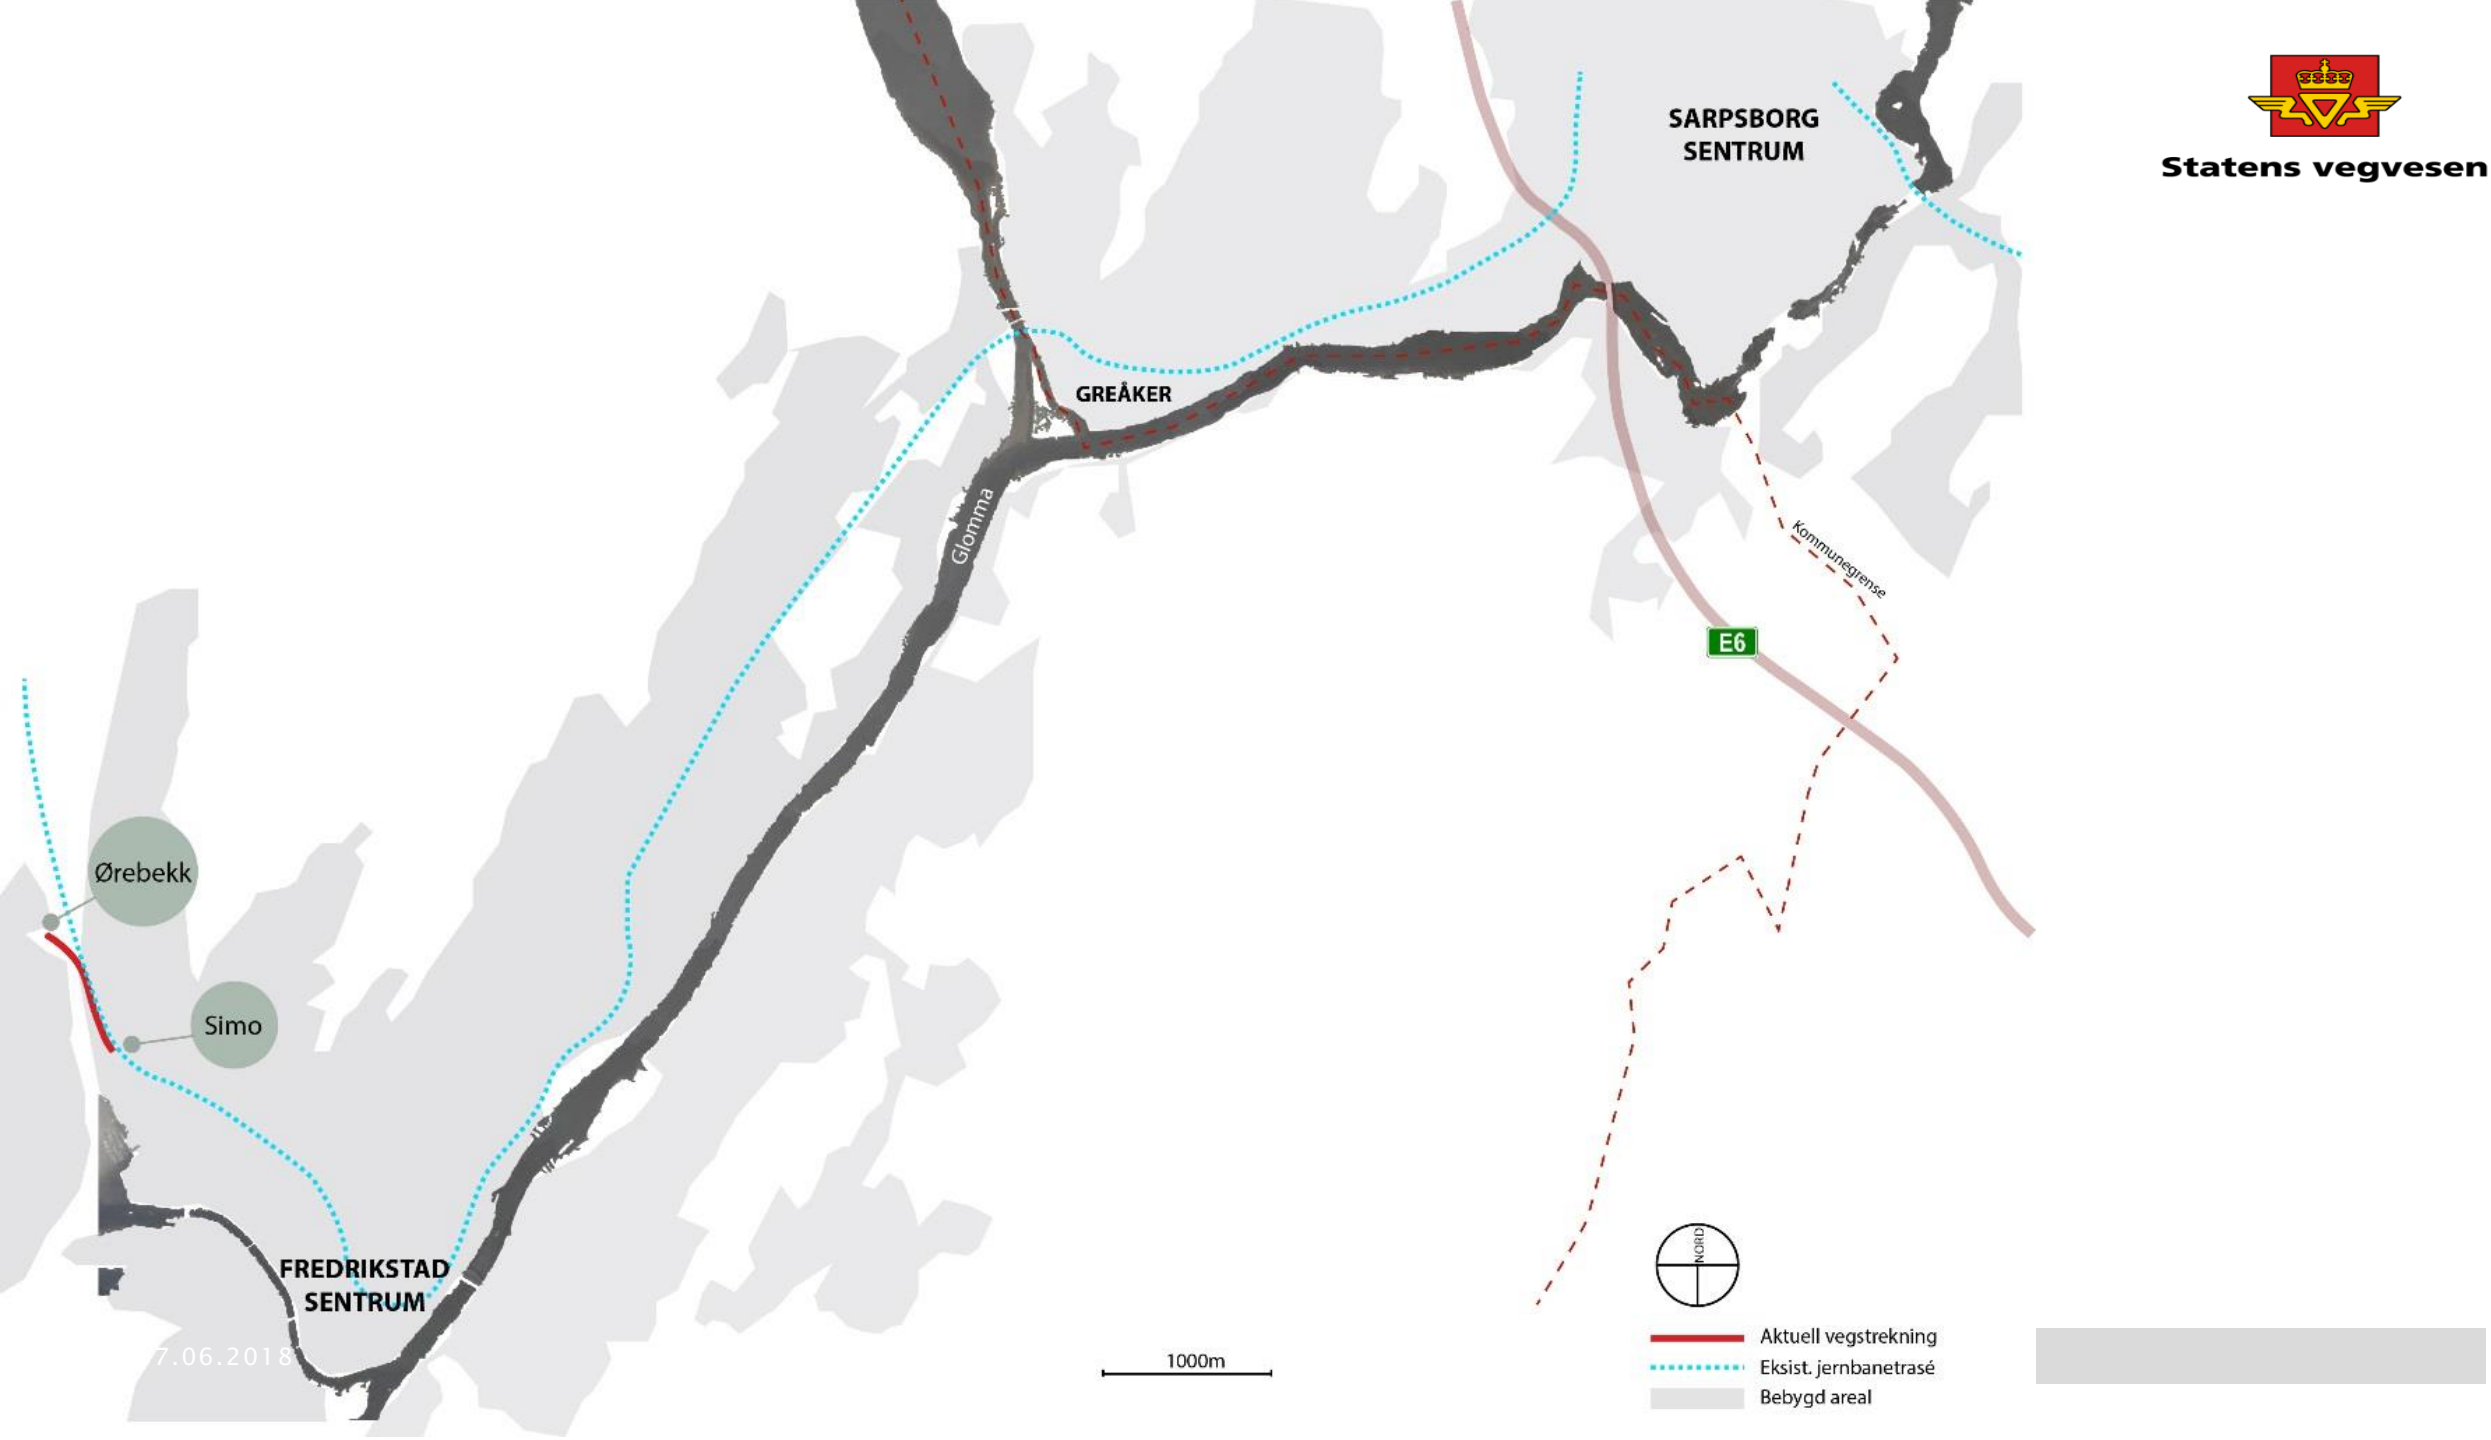 SARPSBORG
SENTRUM
Statens vegvesen
GREÅKER
Glomma
Kommunegrense
E6
Ørebekk
Simo
FREDRIKSTAD
SENTRUM
7.06.2018
NORD
1000m
Aktuell vegstrekning
Eksist. jernbanetrasé
Bebygd areal